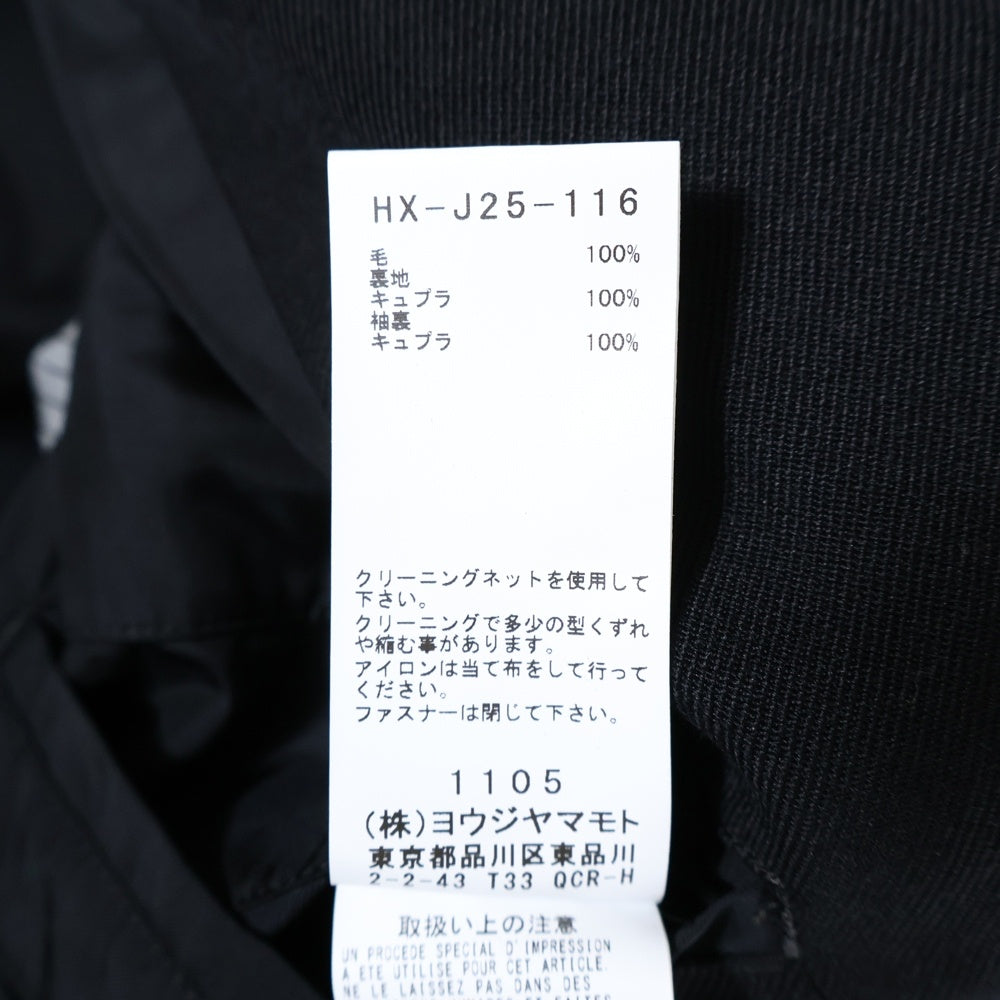 HX-J25-116
毛 100%
裏地
キュプラ 100%
袖裏
キュプラ 100%
クリーニングネットを使用して
下さい。
クリーニングで多少の型くずれ
や縮む事があります。
アイロンは当て布をして行って
ください。
ファスナーは閉じて下さい。
1105
(株)ヨウジヤマモト
東京都品川区東品川
2-2-43 T33 QCR-H
取扱い上の注意
UN PROCEDE SPECIAL D'IMPRESSION
A ETE UTILISE POUR CET ARTICLE.
NE LE LAISSEZ PAS DANS DES